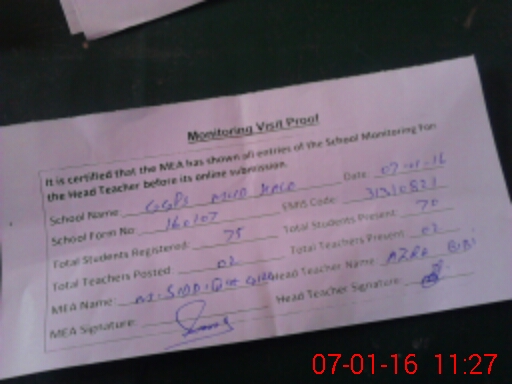 Monitoring Visit Proof
It is certified that the MEA has shown all entries of the School Monitoring Form
the Head Teacher before its online submission.
School Name GGPS Date: 07-01-16
School Form No 160107 EMIS Code:
Total Students Registered: 75 Total Students Present: 70
Total Teachers Posted: 02 Total Teachers Present 02
MEA Name: Head Teacher Name: AZRA BIBI
MEA Signature: Head Teacher Signature:
07-01-16 11:27